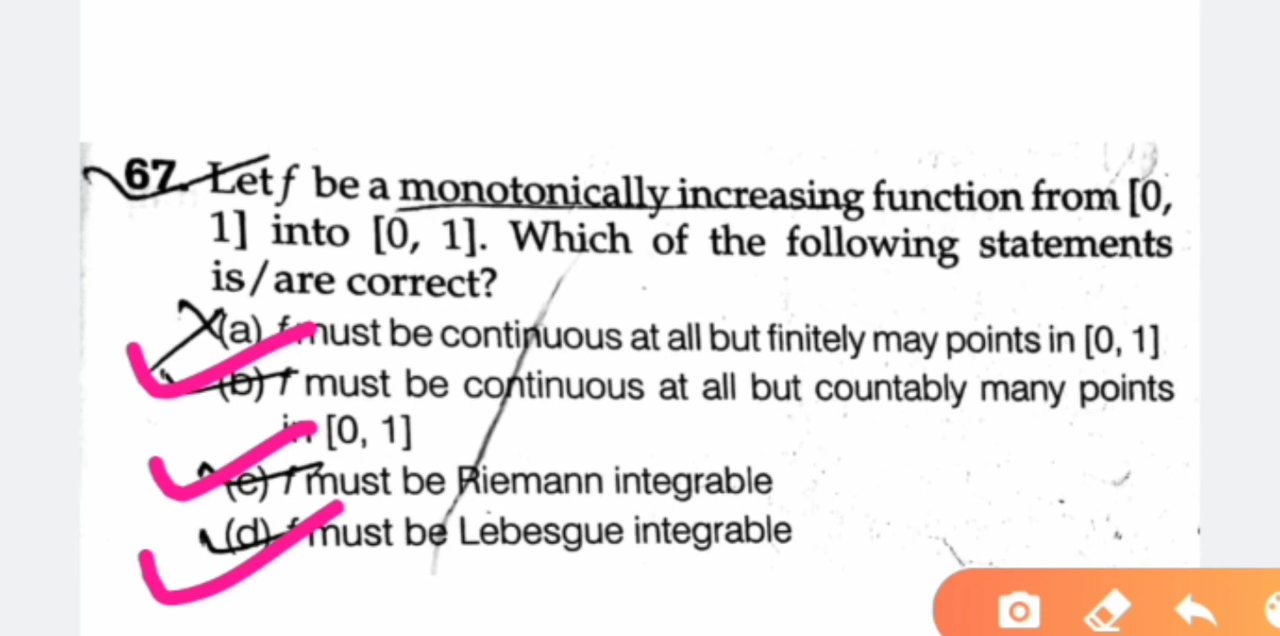 67. Let f be a monotonically increasing function from [0,
1] into [0, 1]. Which of the following statements
is/are correct?
(a) f must be continuous at all but finitely may points in [0, 1]
(b) f must be continuous at all but countably many points
in [0, 1]
(c) f must be Riemann integrable
(d) f must be Lebesgue integrable